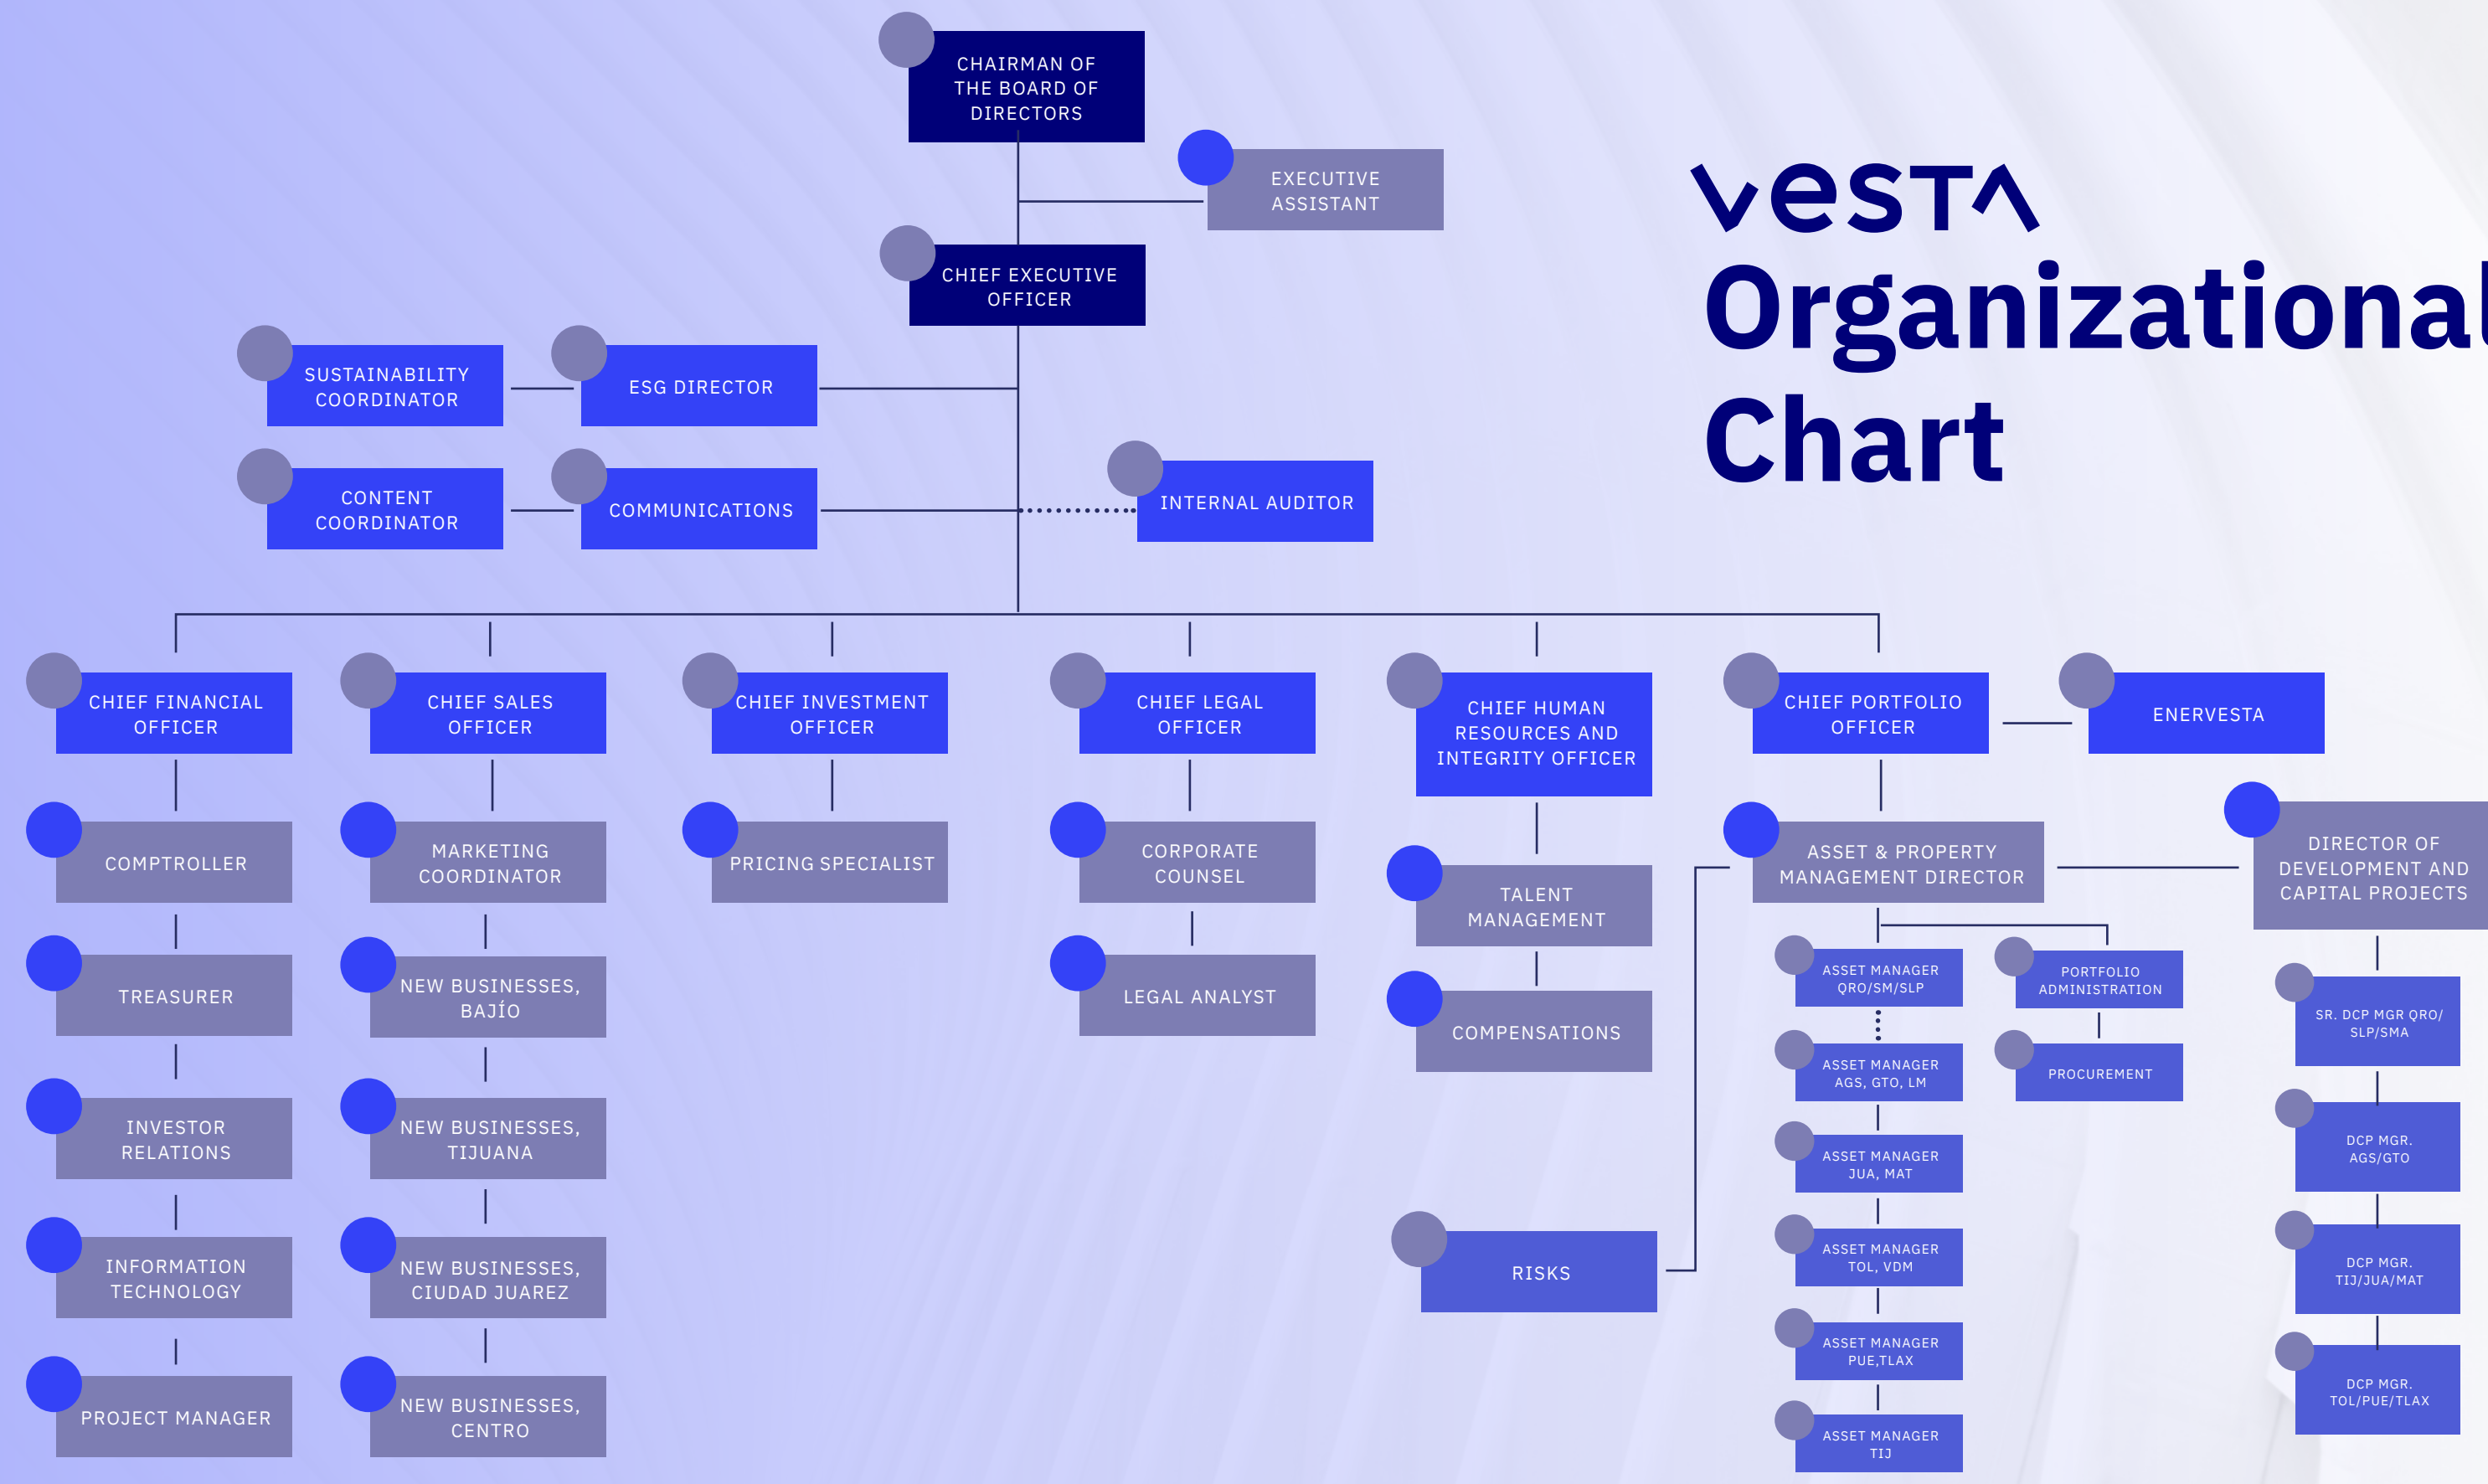 CHAIRMAN OF
THE BOARD OF
DIRECTORS
EXECUTIVE
ASSISTANT
VESTA
Organizational
Chart
CHIEF EXECUTIVE
OFFICER
SUSTAINABILITY
COORDINATOR
ESG DIRECTOR
CONTENT
COORDINATOR
COMMUNICATIONS
INTERNAL AUDITOR
CHIEF FINANCIAL
OFFICER
CHIEF SALES
OFFICER
CHIEF INVESTMENT
OFFICER
CHIEF LEGAL
OFFICER
CHIEF HUMAN
RESOURCES AND
INTEGRITY OFFICER
CHIEF PORTFOLIO
OFFICER
ENERVESTA
COMPTROLLER
TREASURER
INVESTOR
RELATIONS
INFORMATION
TECHNOLOGY
PROJECT MANAGER
MARKETING
COORDINATOR
NEW BUSINESSES,
BAJÍO
NEW BUSINESSES,
TIJUANA
NEW BUSINESSES,
CIUDAD JUAREZ
NEW BUSINESSES,
CENTRO
PRICING SPECIALIST
CORPORATE
COUNSEL
LEGAL ANALYST
TALENT
MANAGEMENT
COMPENSATIONS
RISKS
ASSET & PROPERTY
MANAGEMENT DIRECTOR
ASSET MANAGER
QRO/SM/SLP
ASSET MANAGER
AGS, GTO, LM
ASSET MANAGER
JUA, MAT
ASSET MANAGER
TOL, VDM
ASSET MANAGER
PUE,TLAX
ASSET MANAGER
TIJ
PORTFOLIO
ADMINISTRATION
PROCUREMENT
DIRECTOR OF
DEVELOPMENT AND
CAPITAL PROJECTS
SR. DCP MGR QRO/
SLP/SMA
DCP MGR.
AGS/GTO
DCP MGR.
TIJ/JUA/MAT
DCP MGR.
TOL/PUE/TLAX